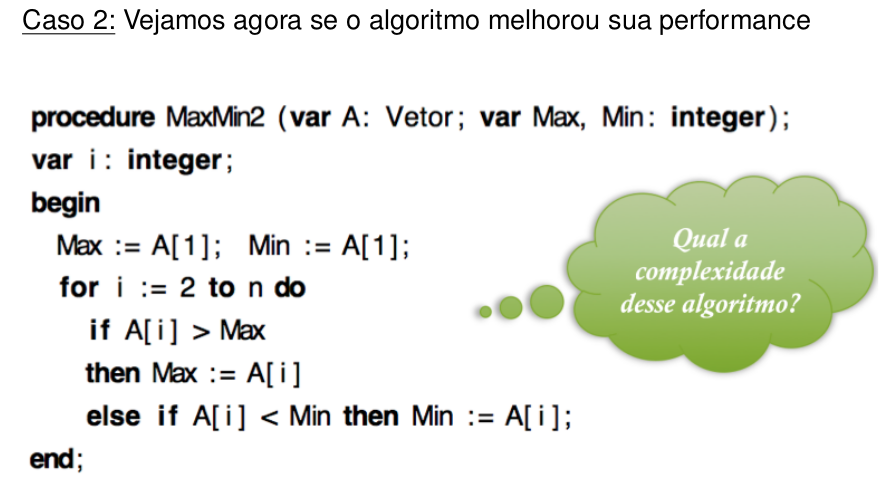 Caso 2: Vejamos agora se o algoritmo melhorou sua performance
procedure MaxMin2 (var A: Vetor; var Max, Min: integer);
var i: integer;
begin
Max := A[1]; Min := A[1];
for i := 2 to n do
if A[i] > Max
then Max := A[i]
else if A[i] < Min then Min := A[i];
end;
Qual a
complexidade
desse algoritmo?